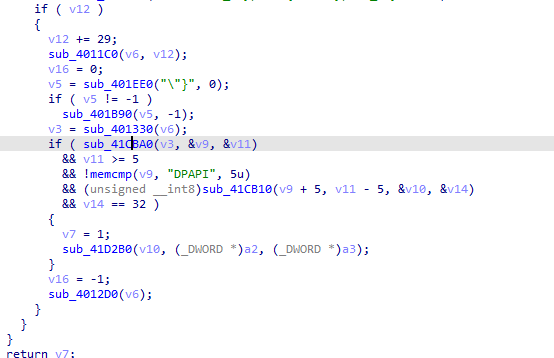 if ( v12 )
{
v12 += 29;
sub_4011C0(v6, v12);
v16 = 0;
v5 = sub_401EE0("\"}", 0);
if ( v5 != -1 )
sub_401B90(v5, -1);
v3 = sub_401330(v6);
if ( sub_41CBA0(v3, &v9, &v11)
&& v11 >= 5
&& !memcmp(v9, "DPAPI", 5u)
&& (unsigned __int8)sub_41CB10(v9 + 5, v11 - 5, &v10, &v14)
&& v14 == 32 )
{
v7 = 1;
sub_41D2B0(v10, (_DWORD *)a2, (_DWORD *)a3);
}
v16 = -1;
sub_4012D0(v6);
}
}
}
return v7;